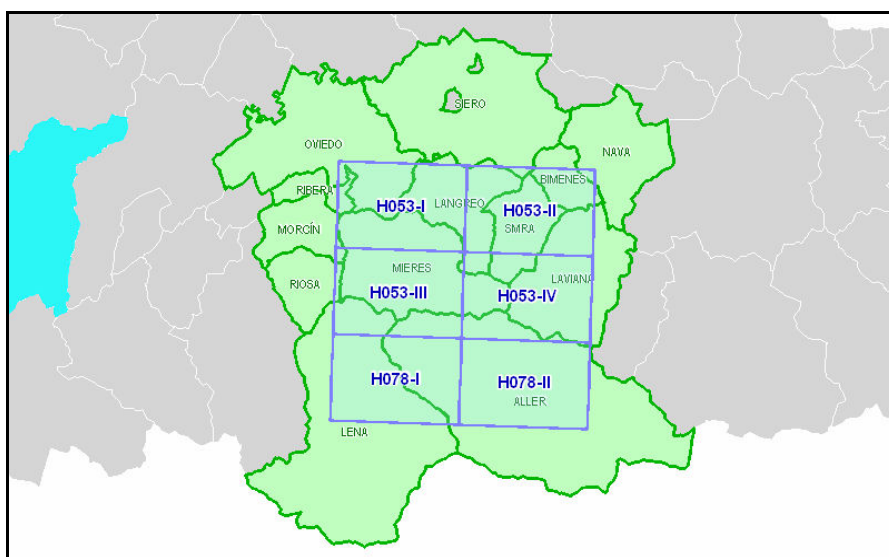 SIERO
OVIEDO
NAVA
BIMENES
RIBERA
LANGREO
H053-I
H053-II
MORCÍN
SMRA
MIERES
LAVIANA
RIOSA
H053-III
H053-IV
H078-I
H078-II
ALLER
LENA